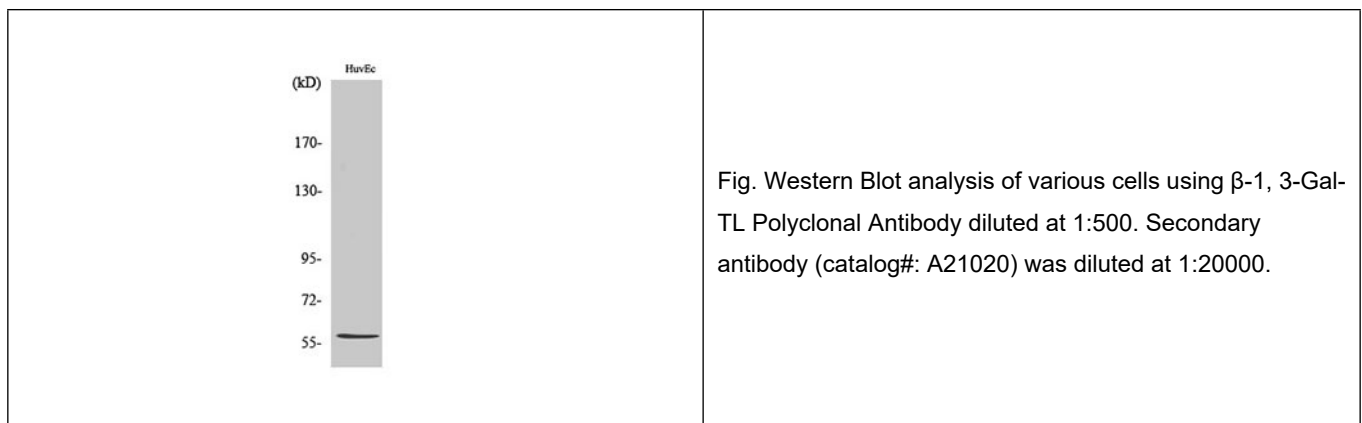 HuvEc
(kD)
170-
130-
95-
72-
55-
Fig. Western Blot analysis of various cells using β-1, 3-Gal-
TL Polyclonal Antibody diluted at 1:500. Secondary
antibody (catalog#: A21020) was diluted at 1:20000.